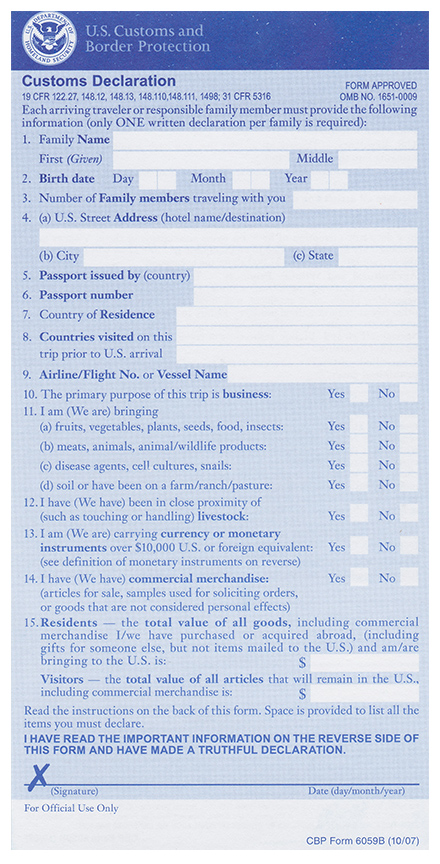 U.S. DEPARTMENT OF HOMELAND SECURITY
U.S. Customs and
Border Protection
Customs Declaration
19 CFR 122.27, 148.12, 148.13, 148.110,148.111, 1498; 31 CFR 5316
FORM APPROVED
OMB NO. 1651-0009
Each arriving traveler or responsible family member must provide the following
information (only ONE written declaration per family is required):
1. Family Name
First (Given) Middle
2. Birth date Day Month Year
3. Number of Family members traveling with you
4. (a) U.S. Street Address (hotel name/destination)
(b) City (c) State
5. Passport issued by (country)
6. Passport number
7. Country of Residence
8. Countries visited on this
trip prior to U.S. arrival
9. Airline/Flight No. or Vessel Name
10. The primary purpose of this trip is business: Yes No
11. I am (We are) bringing
(a) fruits, vegetables, plants, seeds, food, insects: Yes No
(b) meats, animals, animal/wildlife products: Yes No
(c) disease agents, cell cultures, snails: Yes No
(d) soil or have been on a farm/ranch/pasture: Yes No
12. I have (We have) been in close proximity of
(such as touching or handling) livestock: Yes No
13. I am (We are) carrying currency or monetary
instruments over $10,000 U.S. or foreign equivalent: Yes No
(see definition of monetary instruments on reverse)
14. I have (We have) commercial merchandise: Yes No
(articles for sale, samples used for soliciting orders,
or goods that are not considered personal effects)
15. Residents — the total value of all goods, including commercial
merchandise I/we have purchased or acquired abroad, (including
gifts for someone else, but not items mailed to the U.S.) and am/are
bringing to the U.S. is: $
Visitors — the total value of all articles that will remain in the U.S.,
including commercial merchandise is: $
Read the instructions on the back of this form. Space is provided to list all the
items you must declare.
I HAVE READ THE IMPORTANT INFORMATION ON THE REVERSE SIDE OF
THIS FORM AND HAVE MADE A TRUTHFUL DECLARATION.
X
(Signature) Date (day/month/year)
For Official Use Only
CBP Form 6059B (10/07)